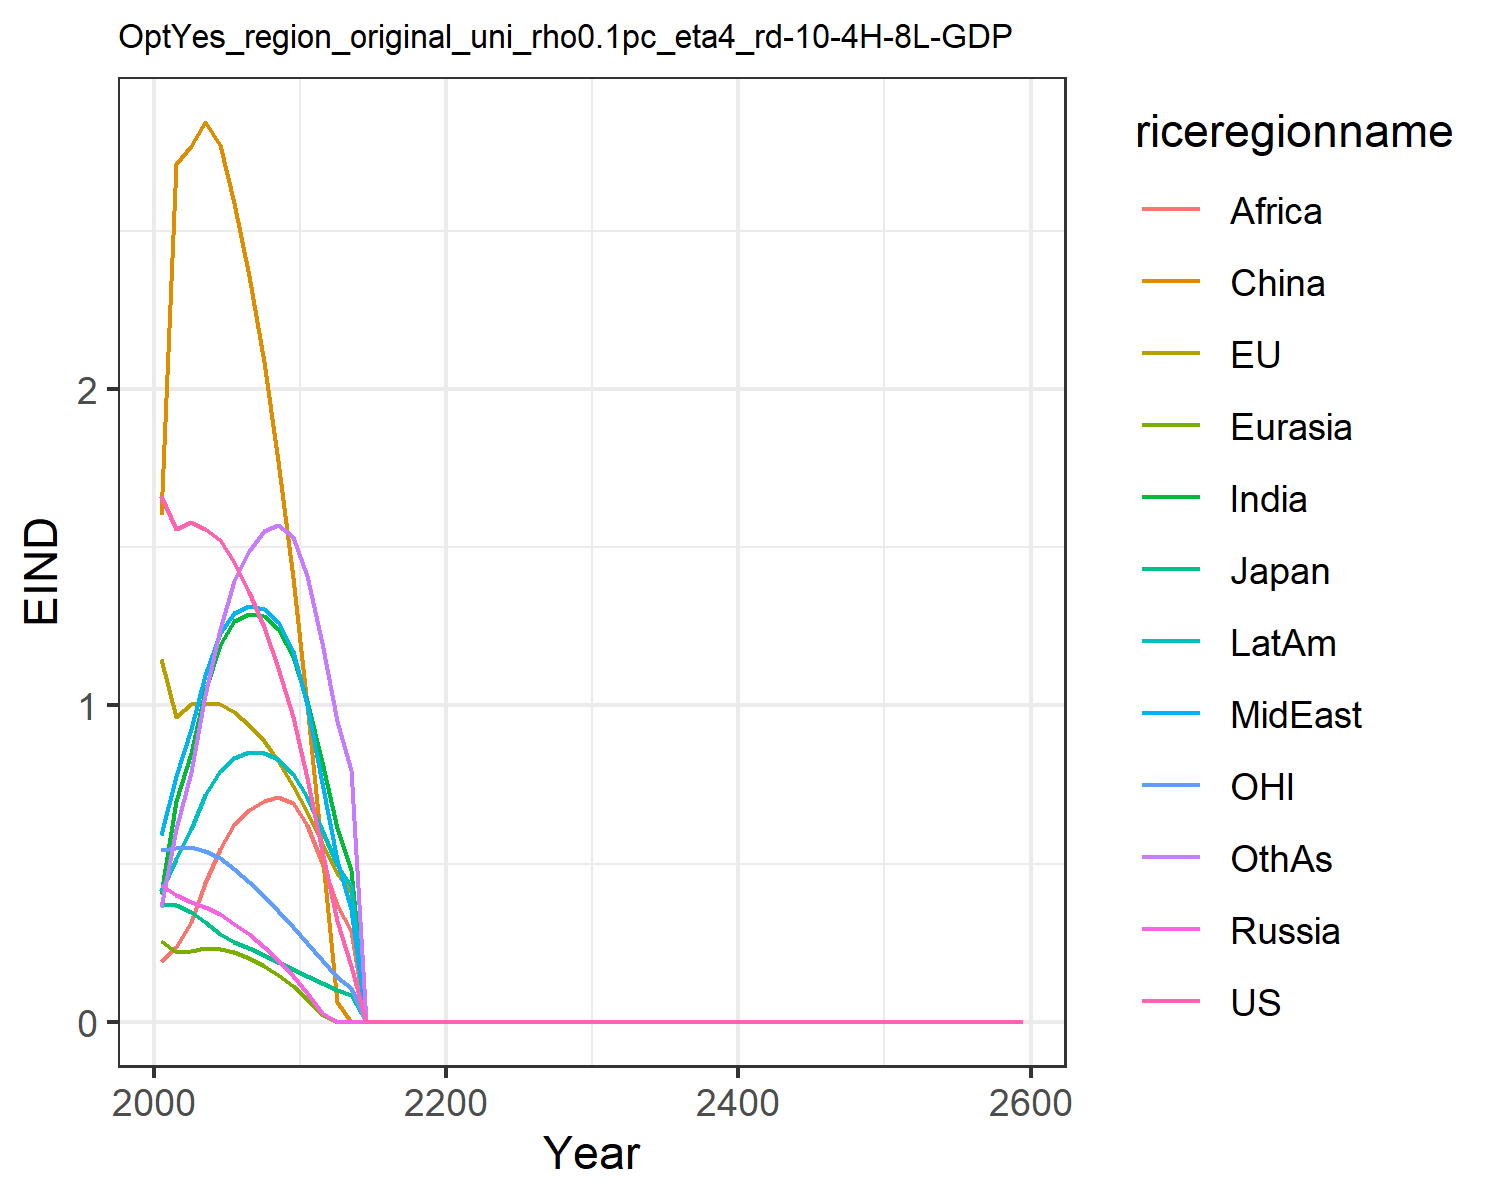 OptYes_region_original_uni_rho0.1pc_eta4_rd-10-4H-8L-GDP
EIND
2
1
0
2000
2200
2400
2600
Year
riceregionname
Africa
China
EU
Eurasia
India
Japan
LatAm
MidEast
OHI
OthAs
Russia
US